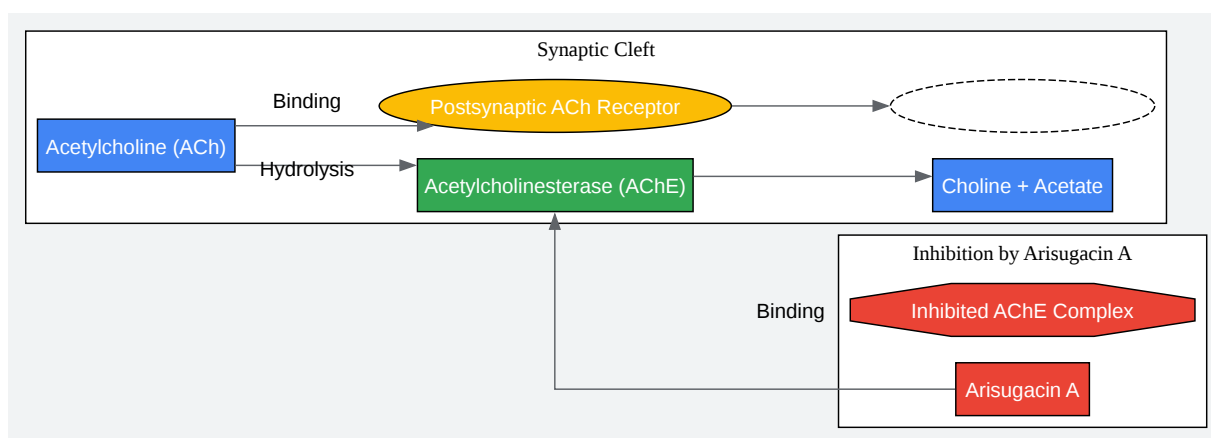 Synaptic Cleft
Binding
Postsynaptic ACh Receptor
Acetylcholine (ACh)
Hydrolysis
Acetylcholinesterase (AChE)
Choline + Acetate
Inhibition by Arisugacin A
Binding
Inhibited AChE Complex
Arisugacin A